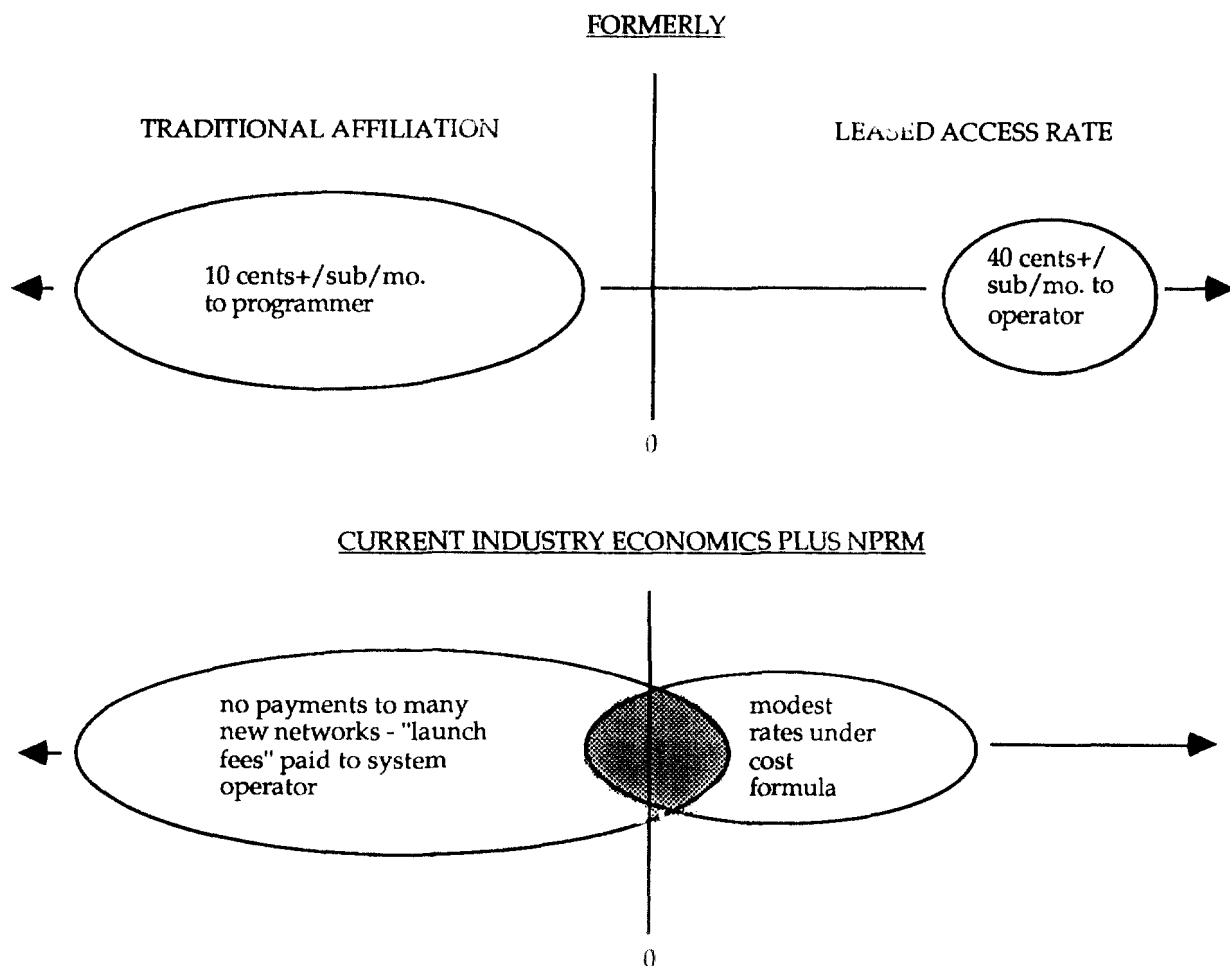 FORMERLY
TRADITIONAL AFFILIATION
LEASED ACCESS RATE
10 cents+/sub/mo.
to programmer
40 cents+/
sub/mo. to
operator
0
CURRENT INDUSTRY ECONOMICS PLUS NPRM
no payments to many
new networks - "launch
fees" paid to system
operator
modest
rates under
cost
formula
0